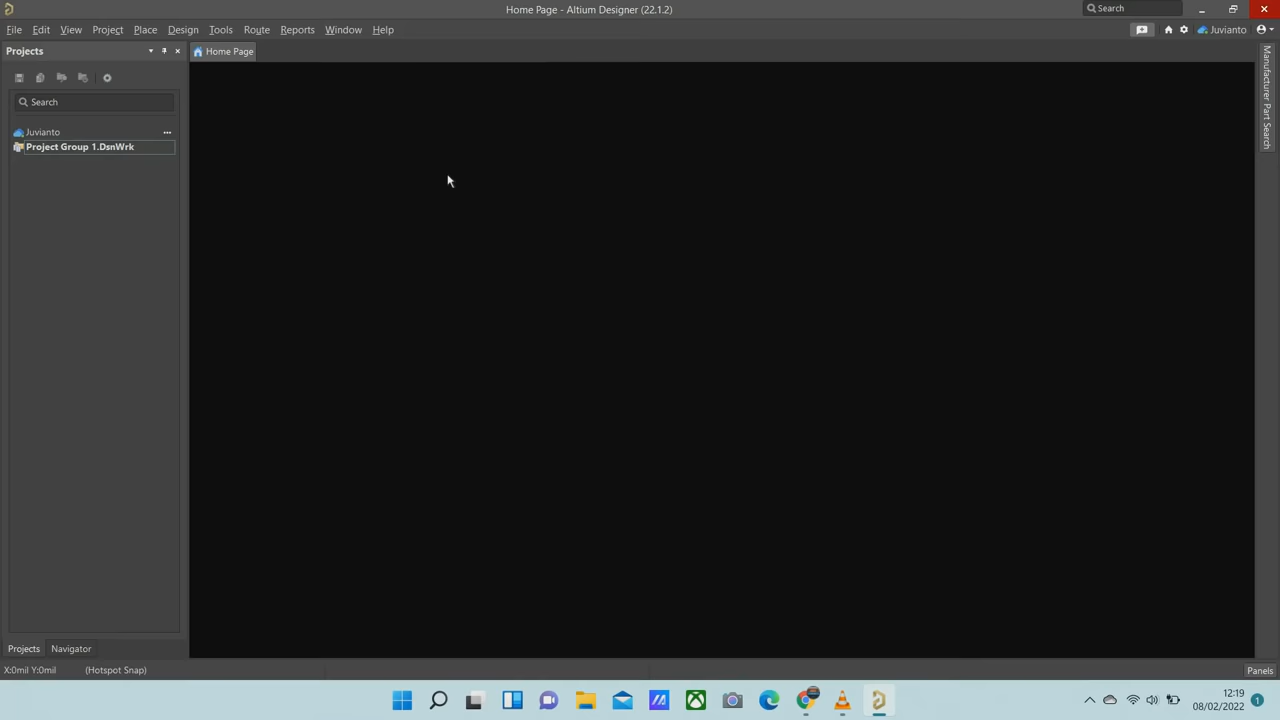 Home Page - Altium Designer (22.1.2)
Search
File Edit View Project Place Design Tools Route Reports Window Help
Juvianto
Projects
Home Page
Search
Juvianto
Project Group 1.DsnWrk
Manufacturer Part Search
Projects Navigator
X:0mil Y:0mil (Hotspot Snap)
Panels
12:19
08/02/2022
1